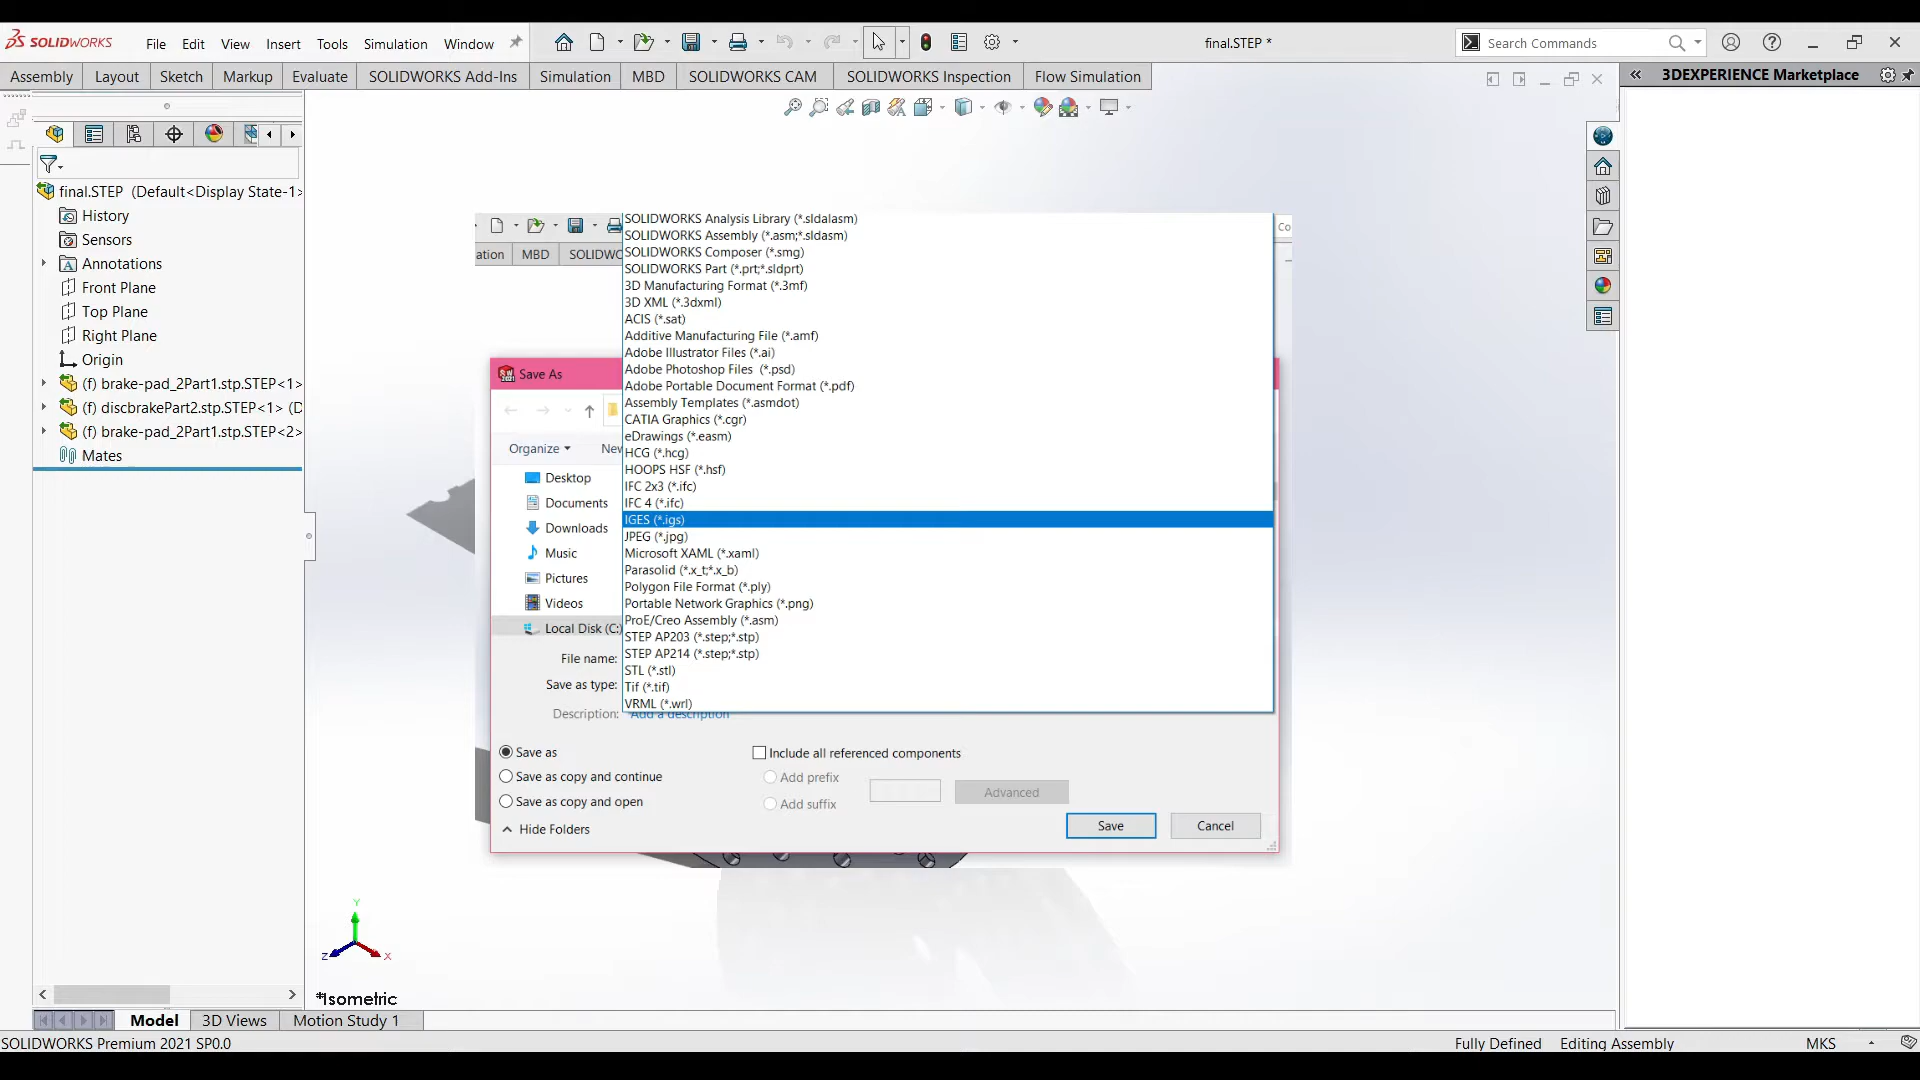 SOLIDWORKS
File Edit View Insert Tools Simulation Window
final.STEP *
Search Commands
Assembly Layout Sketch Markup Evaluate SOLIDWORKS Add-Ins Simulation MBD SOLIDWORKS CAM SOLIDWORKS Inspection Flow Simulation
3DEXPERIENCE Marketplace
final.STEP (Default<Display State-1>
History
Sensors
Annotations
Front Plane
Top Plane
Right Plane
Origin
(f) brake-pad_2Part1.stp.STEP<1>
(f) discbrakePart2.stp.STEP<1> (D
(f) brake-pad_2Part1.stp.STEP<2>
Mates
ation MBD SOLIDWO
Co
Save As
Organize
New
Desktop
Documents
Downloads
Music
Pictures
Videos
Local Disk (C:)
SOLIDWORKS Analysis Library (*.sldalasm)
SOLIDWORKS Assembly (*.asm;*.sldasm)
SOLIDWORKS Composer (*.smg)
SOLIDWORKS Part (*.prt;*.sldprt)
3D Manufacturing Format (*.3mf)
3D XML (*.3dxml)
ACIS (*.sat)
Additive Manufacturing File (*.amf)
Adobe Illustrator Files (*.ai)
Adobe Photoshop Files (*.psd)
Adobe Portable Document Format (*.pdf)
Assembly Templates (*.asmdot)
CATIA Graphics (*.cgr)
eDrawings (*.easm)
HCG (*.hcg)
HOOPS HSF (*.hsf)
IFC 2x3 (*.ifc)
IFC 4 (*.ifc)
IGES (*.igs)
JPEG (*.jpg)
Microsoft XAML (*.xaml)
Parasolid (*.x_t;*.x_b)
Polygon File Format (*.ply)
Portable Network Graphics (*.png)
ProE/Creo Assembly (*.asm)
STEP AP203 (*.step;*.stp)
STEP AP214 (*.step;*.stp)
STL (*.stl)
Tif (*.tif)
VRML (*.wrl)
File name:
Save as type:
Description: Add a description
Save as
Save as copy and continue
Save as copy and open
Include all referenced components
Add prefix
Add suffix
Advanced
Hide Folders
Save
Cancel
Y
Z
X
*Isometric
Model 3D Views Motion Study 1
SOLIDWORKS Premium 2021 SP0.0
Fully Defined Editing Assembly MKS